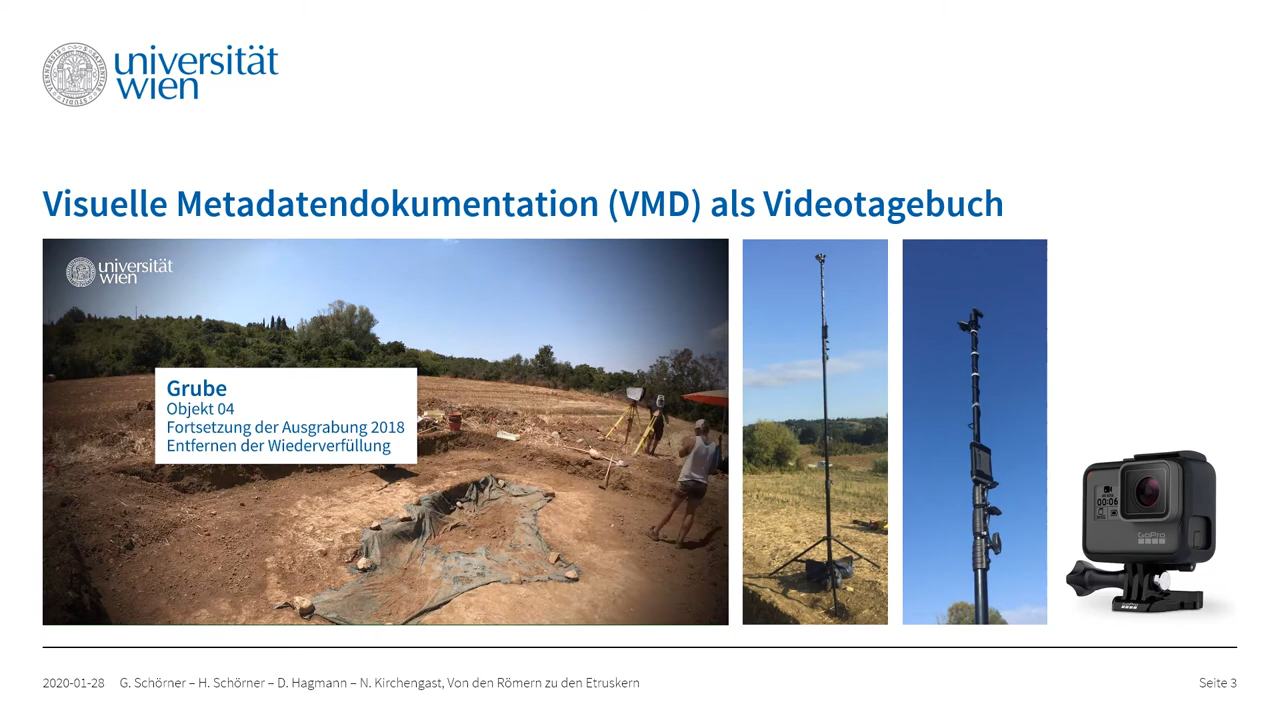 universität
wien
Visuelle Metadatendokumentation (VMD) als Videotagebuch
universität
wien
Grube
Objekt 04
Fortsetzung der Ausgrabung 2018
Entfernen der Wiederverfüllung
00:06
GoPro
2020-01-28 G. Schörner – H. Schörner – D. Hagmann – N. Kirchengast, Von den Römern zu den Etruskern
Seite 3